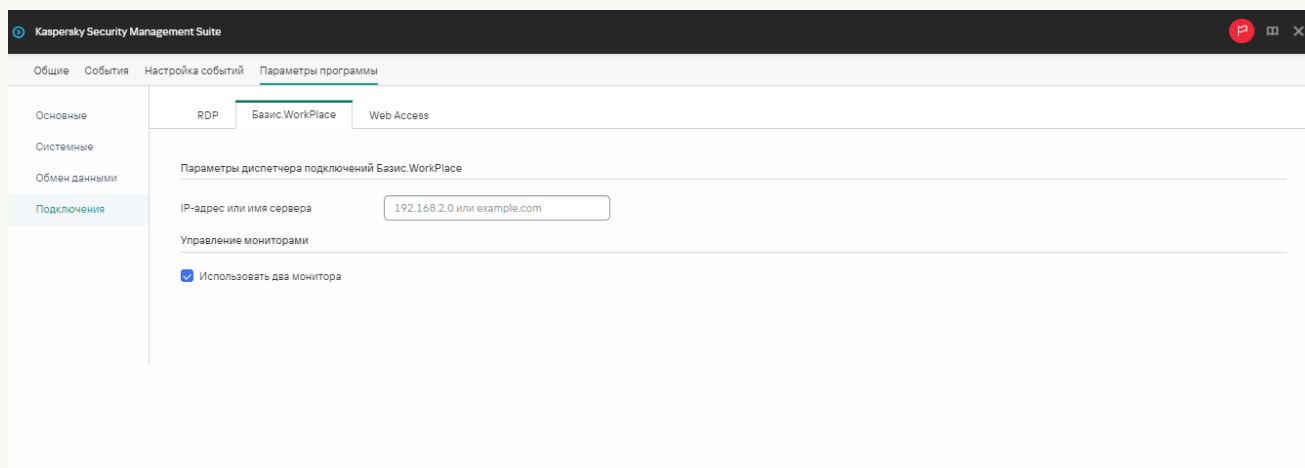 Kaspersky Security Management Suite
Общие События Настройка событий Параметры программы
Основные
Системные
Обмен данными
Подключения
RDP Базис.WorkPlace Web Access
Параметры диспетчера подключений Базис.WorkPlace
IP-адрес или имя сервера 192.168.2.0 или example.com
Управление мониторами
Использовать два монитора